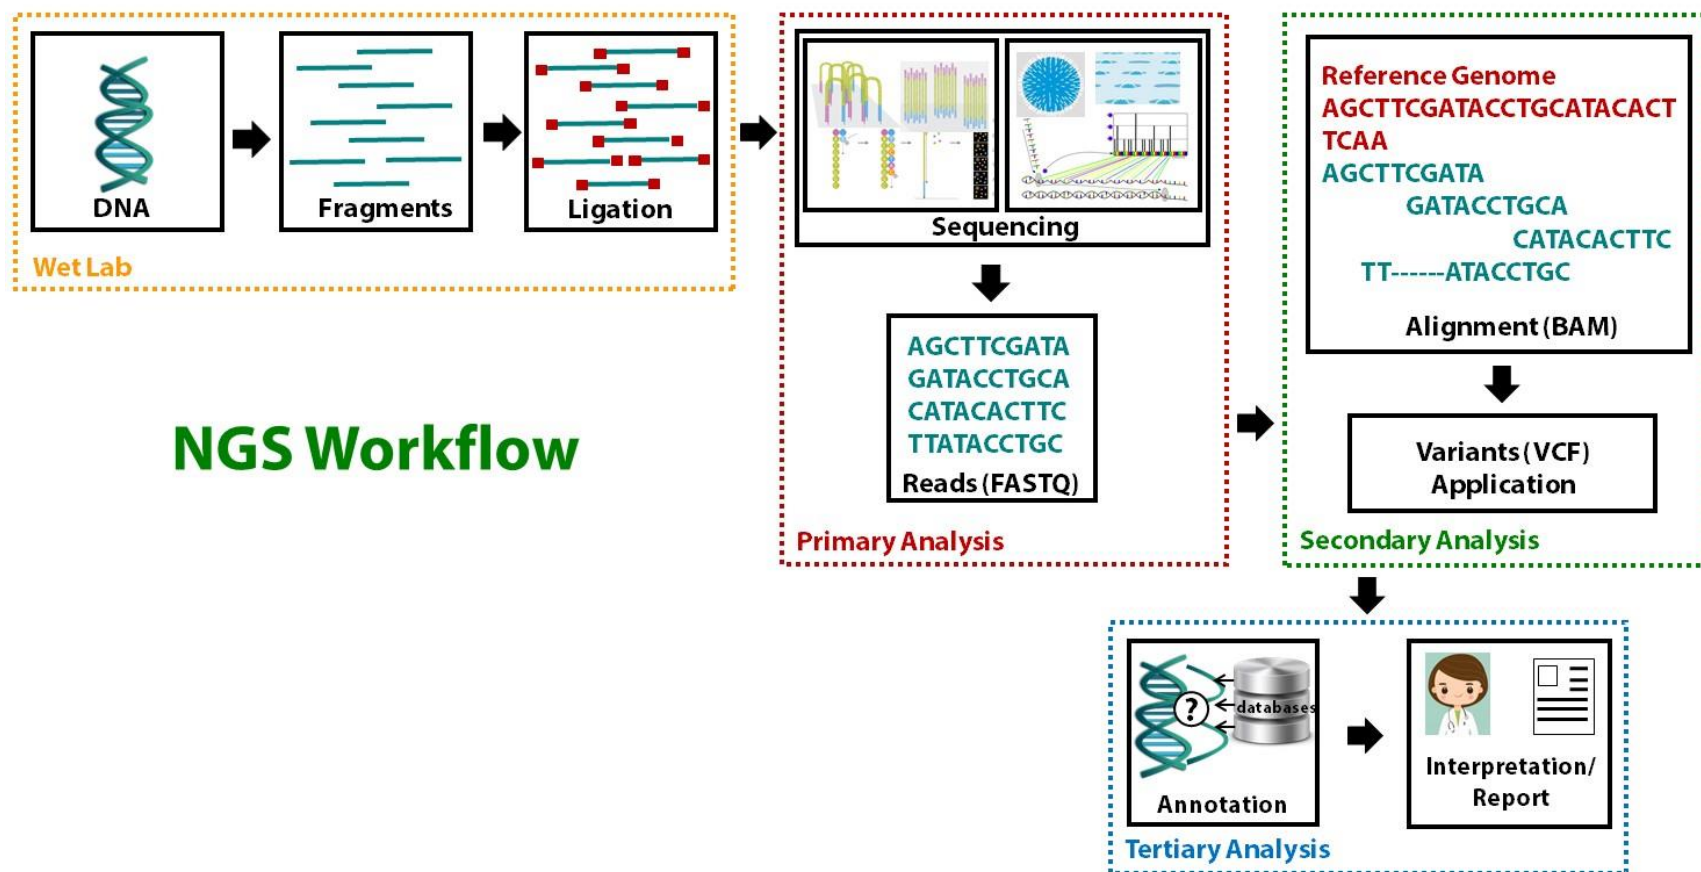 DNA
Fragments
Ligation
Wet Lab
NGS Workflow
Sequencing
AGCTTCGATA
GATACCTGCA
CATACACTTC
TTATACCTGC
Reads (FASTQ)
Primary Analysis
Reference Genome
AGCTTCGATACCTGCATACACT
TCAA
AGCTTCGATA
GATACCTGCA
CATACACTTC
TT------ATACCTGC
Alignment (BAM)
Variants (VCF)
Application
Secondary Analysis
?
databases
Annotation
Interpretation/
Report
Tertiary Analysis